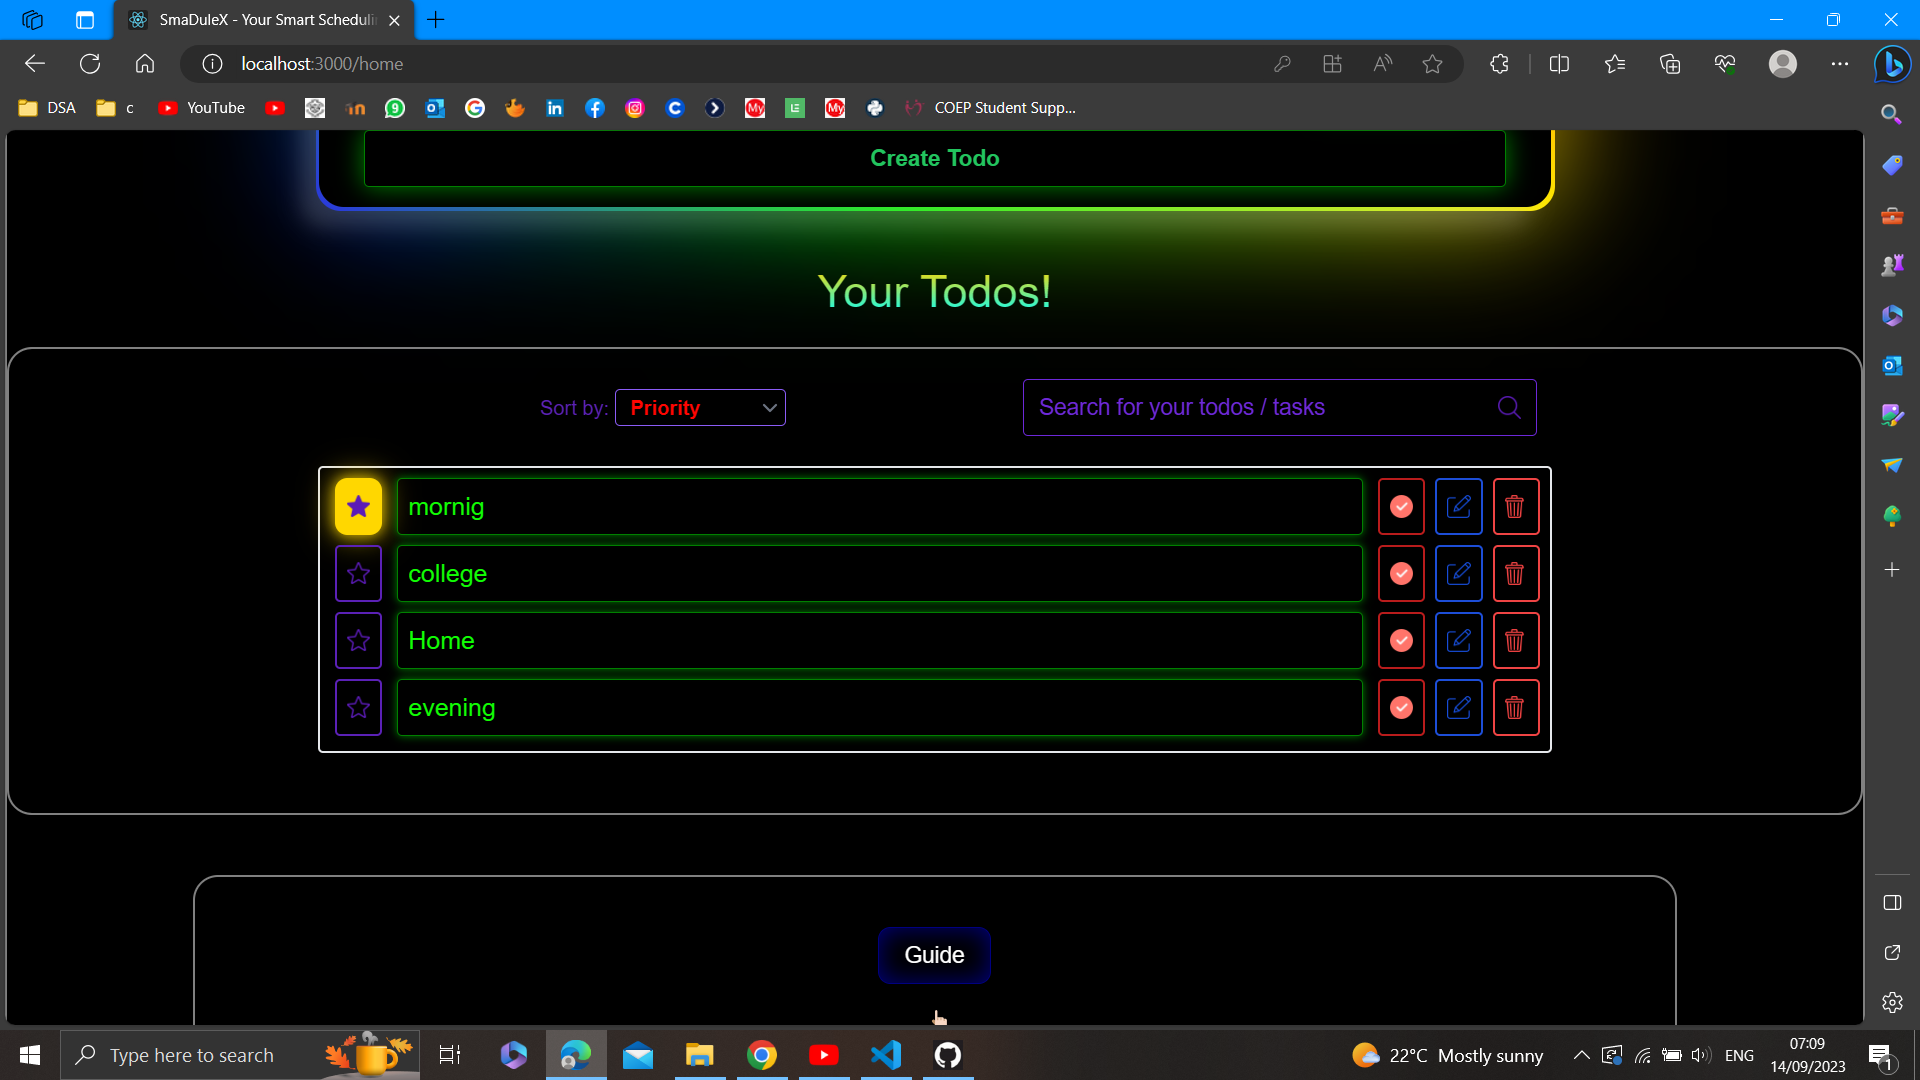 SmaDuleX - Your Smart Scheduli
localhost:3000/home
DSA
c
YouTube
COEP Student Supp...
Create Todo
Your Todos!
Sort by: Priority
Search for your todos / tasks
mornig
college
Home
evening
Guide
Type here to search
22°C Mostly sunny
ENG
07:09
14/09/2023
1